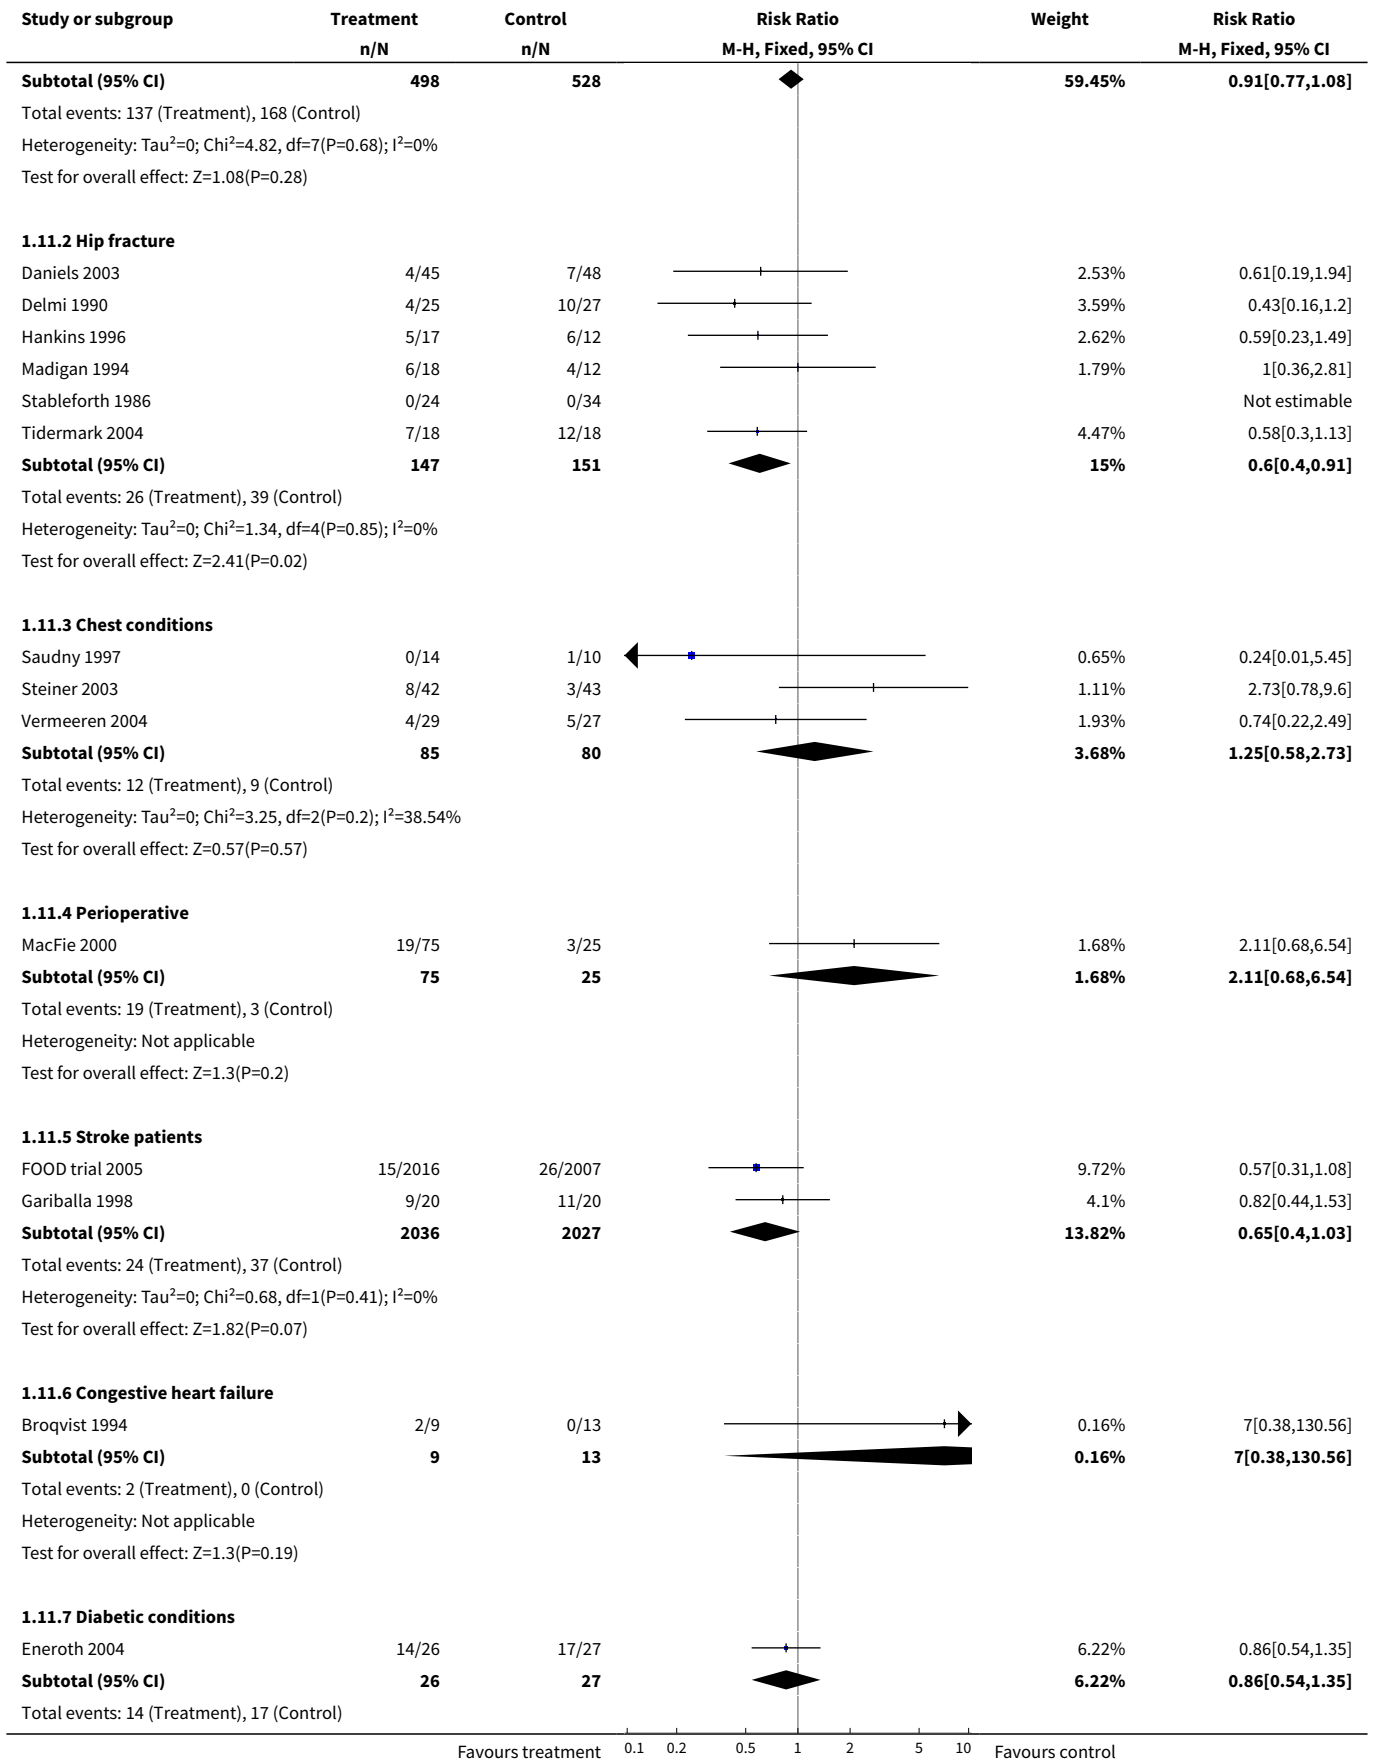 Study or subgroup Treatment Control Risk Ratio Weight Risk Ratio
n/N n/N M-H, Fixed, 95% CI M-H, Fixed, 95% CI
Subtotal (95% CI) 498 528 59.45% 0.91[0.77,1.08]
Total events: 137 (Treatment), 168 (Control)
Heterogeneity: Tau²=0; Chi²=4.82, df=7(P=0.68); I²=0%
Test for overall effect: Z=1.08(P=0.28)
1.11.2 Hip fracture
Daniels 2003 4/45 7/48 2.53% 0.61[0.19,1.94]
Delmi 1990 4/25 10/27 3.59% 0.43[0.16,1.2]
Hankins 1996 5/17 6/12 2.62% 0.59[0.23,1.49]
Madigan 1994 6/18 4/12 1.79% 1[0.36,2.81]
Stableforth 1986 0/24 0/34 Not estimable
Tidermark 2004 7/18 12/18 4.47% 0.58[0.3,1.13]
Subtotal (95% CI) 147 151 15% 0.6[0.4,0.91]
Total events: 26 (Treatment), 39 (Control)
Heterogeneity: Tau²=0; Chi²=1.34, df=4(P=0.85); I²=0%
Test for overall effect: Z=2.41(P=0.02)
1.11.3 Chest conditions
Saudny 1997 0/14 1/10 0.65% 0.24[0.01,5.45]
Steiner 2003 8/42 3/43 1.11% 2.73[0.78,9.6]
Vermeeren 2004 4/29 5/27 1.93% 0.74[0.22,2.49]
Subtotal (95% CI) 85 80 3.68% 1.25[0.58,2.73]
Total events: 12 (Treatment), 9 (Control)
Heterogeneity: Tau²=0; Chi²=3.25, df=2(P=0.2); I²=38.54%
Test for overall effect: Z=0.57(P=0.57)
1.11.4 Perioperative
MacFie 2000 19/75 3/25 1.68% 2.11[0.68,6.54]
Subtotal (95% CI) 75 25 1.68% 2.11[0.68,6.54]
Total events: 19 (Treatment), 3 (Control)
Heterogeneity: Not applicable
Test for overall effect: Z=1.3(P=0.2)
1.11.5 Stroke patients
FOOD trial 2005 15/2016 26/2007 9.72% 0.57[0.31,1.08]
Gariballa 1998 9/20 11/20 4.1% 0.82[0.44,1.53]
Subtotal (95% CI) 2036 2027 13.82% 0.65[0.4,1.03]
Total events: 24 (Treatment), 37 (Control)
Heterogeneity: Tau²=0; Chi²=0.68, df=1(P=0.41); I²=0%
Test for overall effect: Z=1.82(P=0.07)
1.11.6 Congestive heart failure
Broqvist 1994 2/9 0/13 0.16% 7[0.38,130.56]
Subtotal (95% CI) 9 13 0.16% 7[0.38,130.56]
Total events: 2 (Treatment), 0 (Control)
Heterogeneity: Not applicable
Test for overall effect: Z=1.3(P=0.19)
1.11.7 Diabetic conditions
Eneroth 2004 14/26 17/27 6.22% 0.86[0.54,1.35]
Subtotal (95% CI) 26 27 6.22% 0.86[0.54,1.35]
Total events: 14 (Treatment), 17 (Control)
Favours treatment 0.1 0.2 0.5 1 2 5 10 Favours control